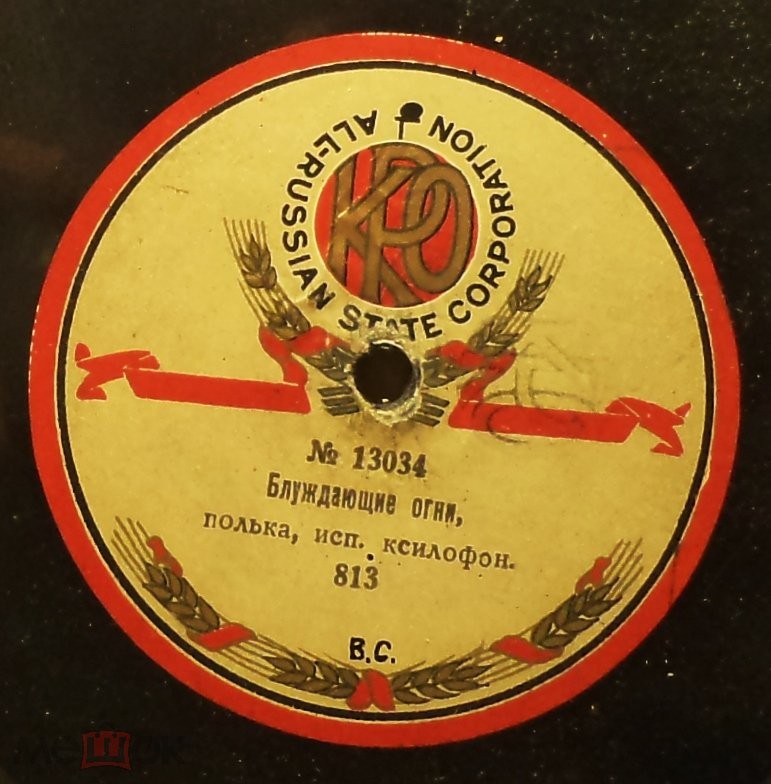 ALL-RUSSIAN STATE CORPORATION
КРО
№ 13034
Блуждающие огни,
полька, исп. ксилофон.
813
В.С.